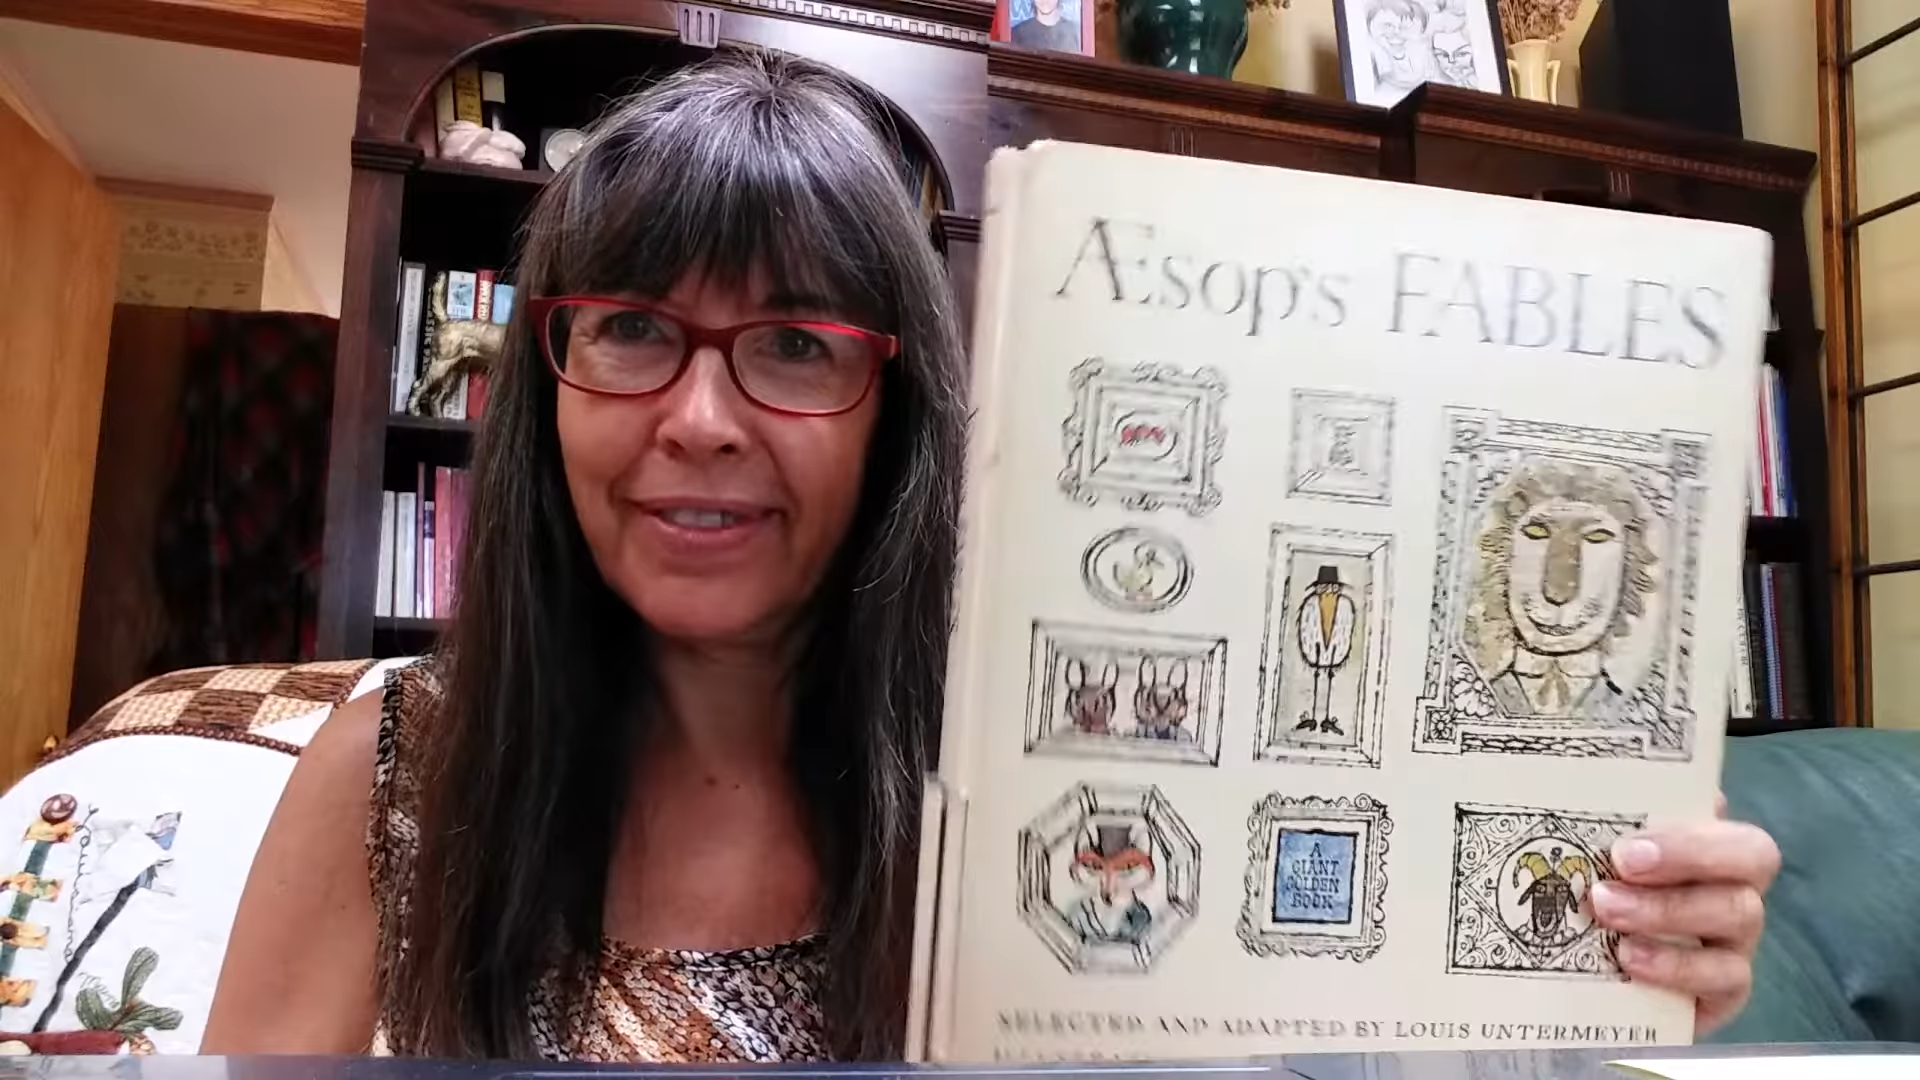 ÆSOP'S FABLES
A
GIANT
GOLDEN
BOOK
SELECTED AND ADAPTED BY LOUIS UNTERMEYER